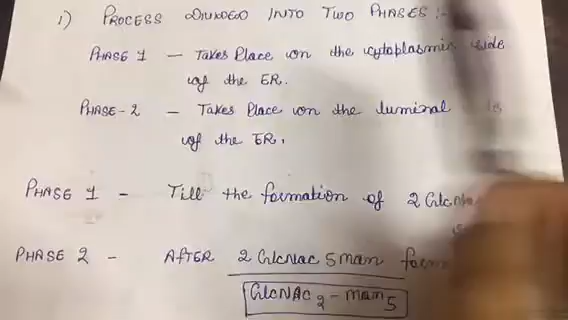 1) PROCESS DIVIDED INTO TWO PHASES :-
PHASE 1 - Takes Place on the cytoplasmic side
of the ER.
PHASE-2 - Takes Place on the luminal
of the ER.
PHASE 1 - Till the formation of 2 GlcNac
PHASE 2 - AFTER 2 GlcNac 5 man
GlcNAC2 - man5